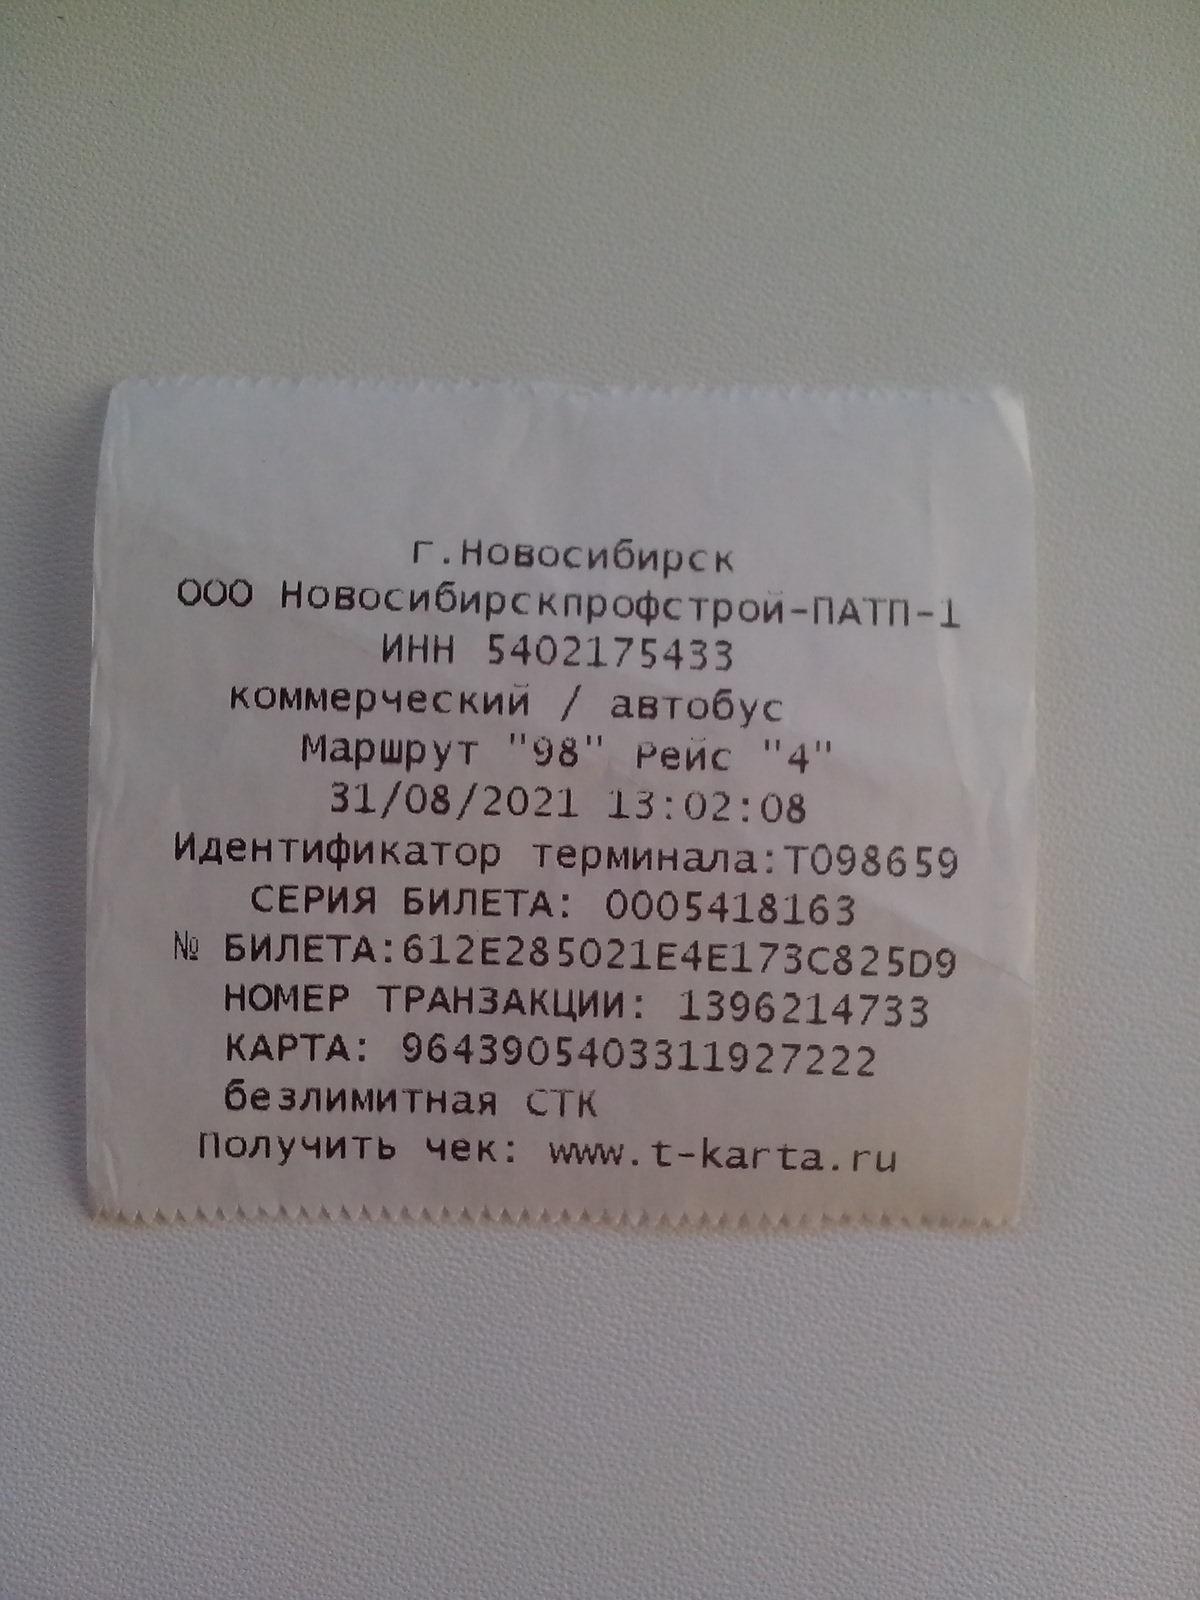 г.Новосибирск
ООО Новосибирскпрофстрой-ПАТП-1
ИНН 5402175433
коммерческий / автобус
Маршрут "98" Рейс "4"
31/08/2021 13:02:08
Идентификатор терминала:Т098659
СЕРИЯ БИЛЕТА: 0005418163
№ БИЛЕТА:612E285021E4E173C825D9
НОМЕР ТРАНЗАКЦИИ: 1396214733
КАРТА: 9643905403311927222
безлимитная СТК
Получить чек: www.t-karta.ru